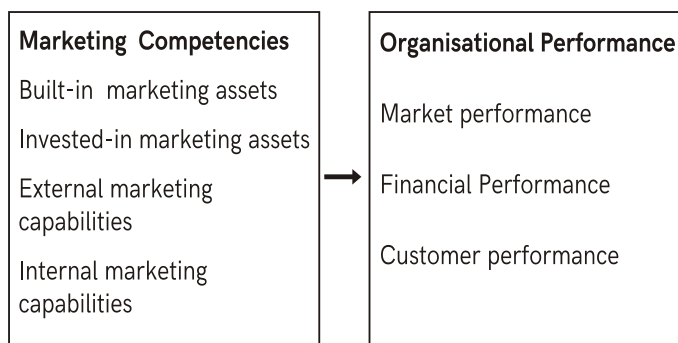 Marketing Competencies
Built-in marketing assets
Invested-in marketing assets
External marketing
capabilities
Internal marketing
capabilities
Organisational Performance
Market performance
Financial Performance
Customer performance